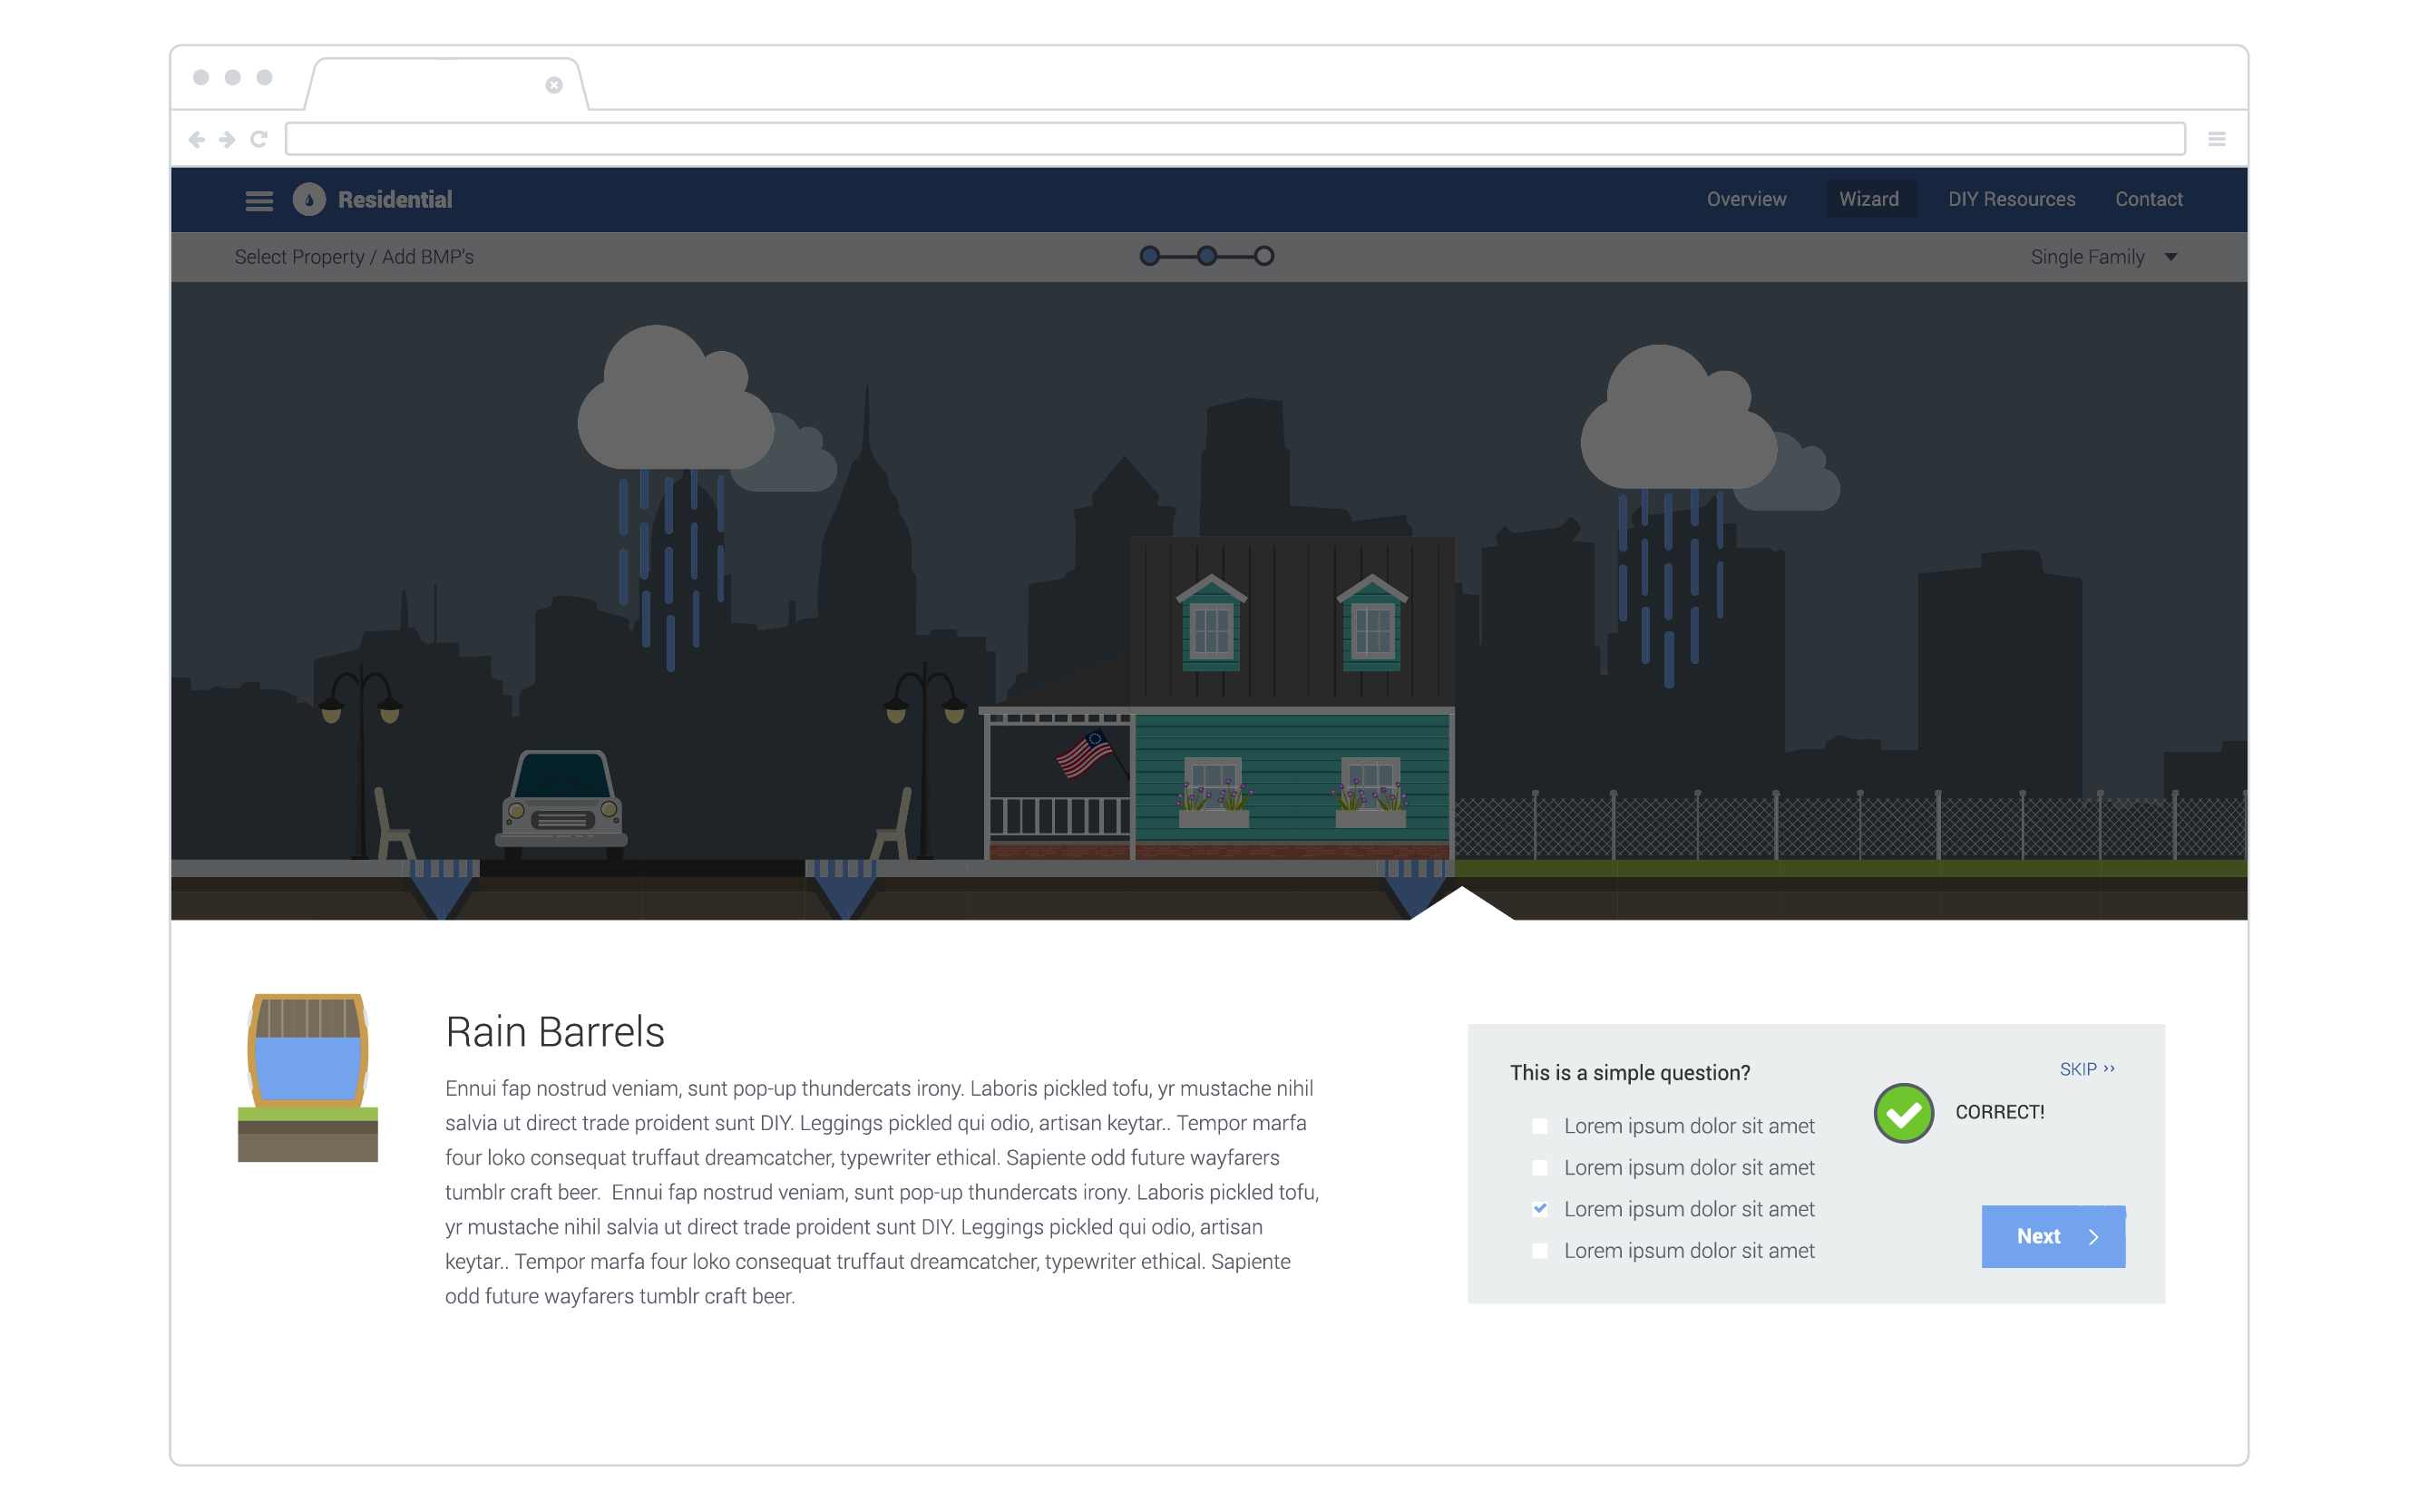 Residential
Overview Wizard DIY Resources Contact
Select Property / Add BMP's
Single Family
Rain Barrels
Ennui fap nostrud veniam, sunt pop-up thundercats irony. Laboris pickled tofu, yr mustache nihil
salvia ut direct trade proident sunt DIY. Leggings pickled qui odio, artisan keytar.. Tempor marfa
four loko consequat truffaut dreamcatcher, typewriter ethical. Sapiente odd future wayfarers
tumblr craft beer. Ennui fap nostrud veniam, sunt pop-up thundercats irony. Laboris pickled tofu,
yr mustache nihil salvia ut direct trade proident sunt DIY. Leggings pickled qui odio, artisan
keytar.. Tempor marfa four loko consequat truffaut dreamcatcher, typewriter ethical. Sapiente
odd future wayfarers tumblr craft beer.
This is a simple question?
SKIP ››
Lorem ipsum dolor sit amet
Lorem ipsum dolor sit amet
Lorem ipsum dolor sit amet
Lorem ipsum dolor sit amet
CORRECT!
Next